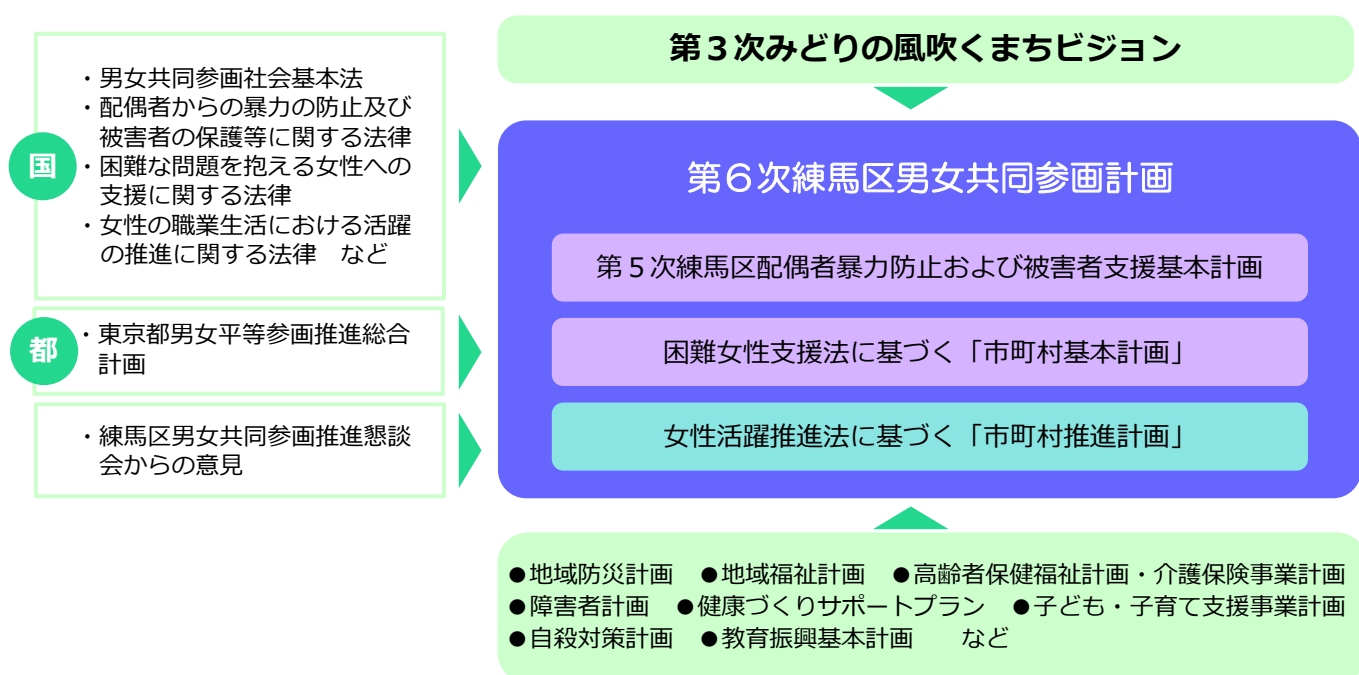 国
・男女共同参画社会基本法
・配偶者からの暴力の防止及び
被害者の保護等に関する法律
・困難な問題を抱える女性への
支援に関する法律
・女性の職業生活における活躍
の推進に関する法律　など
都
・東京都男女平等参画推進総合
計画
・練馬区男女共同参画推進懇談
会からの意見
第３次みどりの風吹くまちビジョン
第６次練馬区男女共同参画計画
第５次練馬区配偶者暴力防止および被害者支援基本計画
困難女性支援法に基づく「市町村基本計画」
女性活躍推進法に基づく「市町村推進計画」
●地域防災計画　●地域福祉計画　●高齢者保健福祉計画・介護保険事業計画
●障害者計画　●健康づくりサポートプラン　●子ども・子育て支援事業計画
●自殺対策計画　●教育振興基本計画　　など